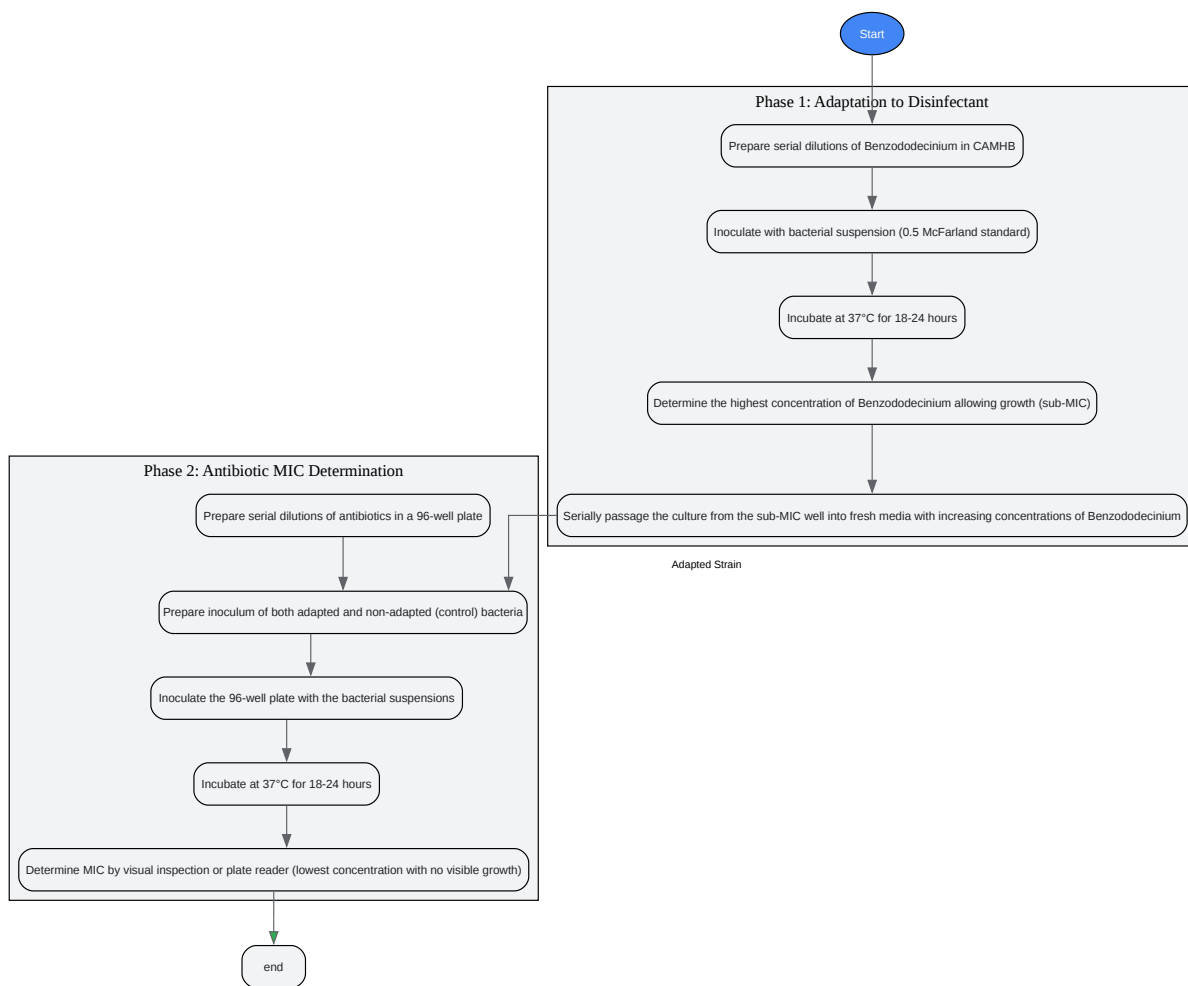 Start
Phase 1: Adaptation to Disinfectant
Prepare serial dilutions of Benzododecinium in CAMHB
Inoculate with bacterial suspension (0.5 McFarland standard)
Incubate at 37°C for 18-24 hours
Determine the highest concentration of Benzododecinium allowing growth (sub-MIC)
Serially passage the culture from the sub-MIC well into fresh media with increasing concentrations of Benzododecinium
Adapted Strain
Phase 2: Antibiotic MIC Determination
Prepare serial dilutions of antibiotics in a 96-well plate
Prepare inoculum of both adapted and non-adapted (control) bacteria
Inoculate the 96-well plate with the bacterial suspensions
Incubate at 37°C for 18-24 hours
Determine MIC by visual inspection or plate reader (lowest concentration with no visible growth)
end